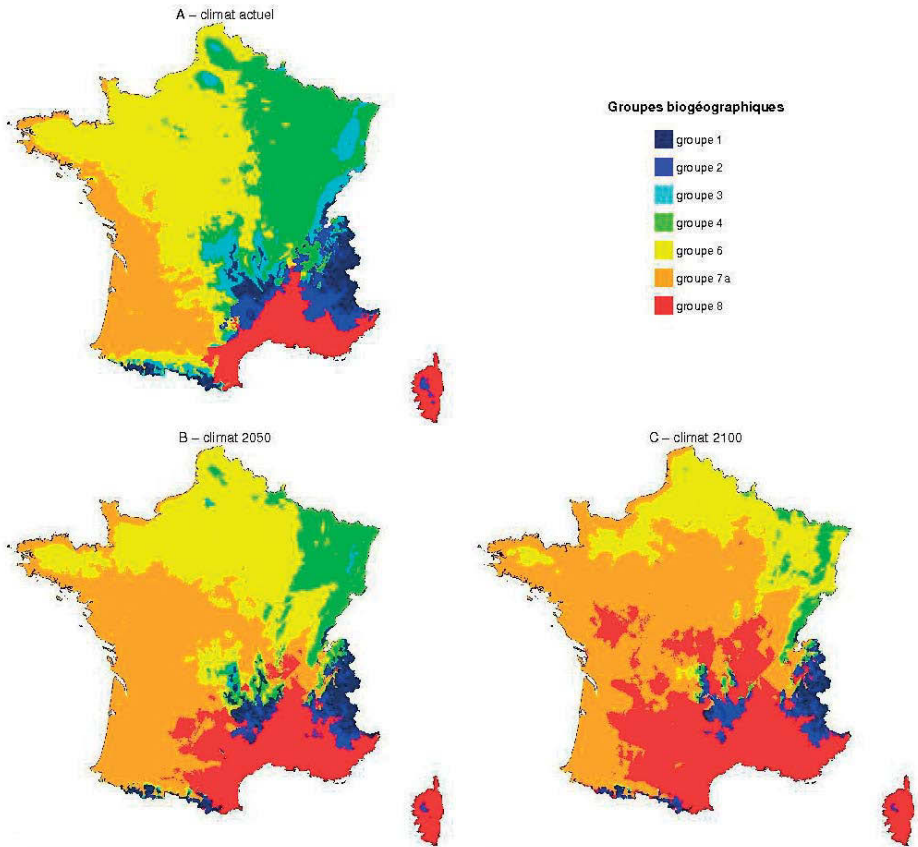 A – climat actuel
Groupes biogéographiques
groupe 1
groupe 2
groupe 3
groupe 4
groupe 6
groupe 7a
groupe 8
B – climat 2050
C – climat 2100